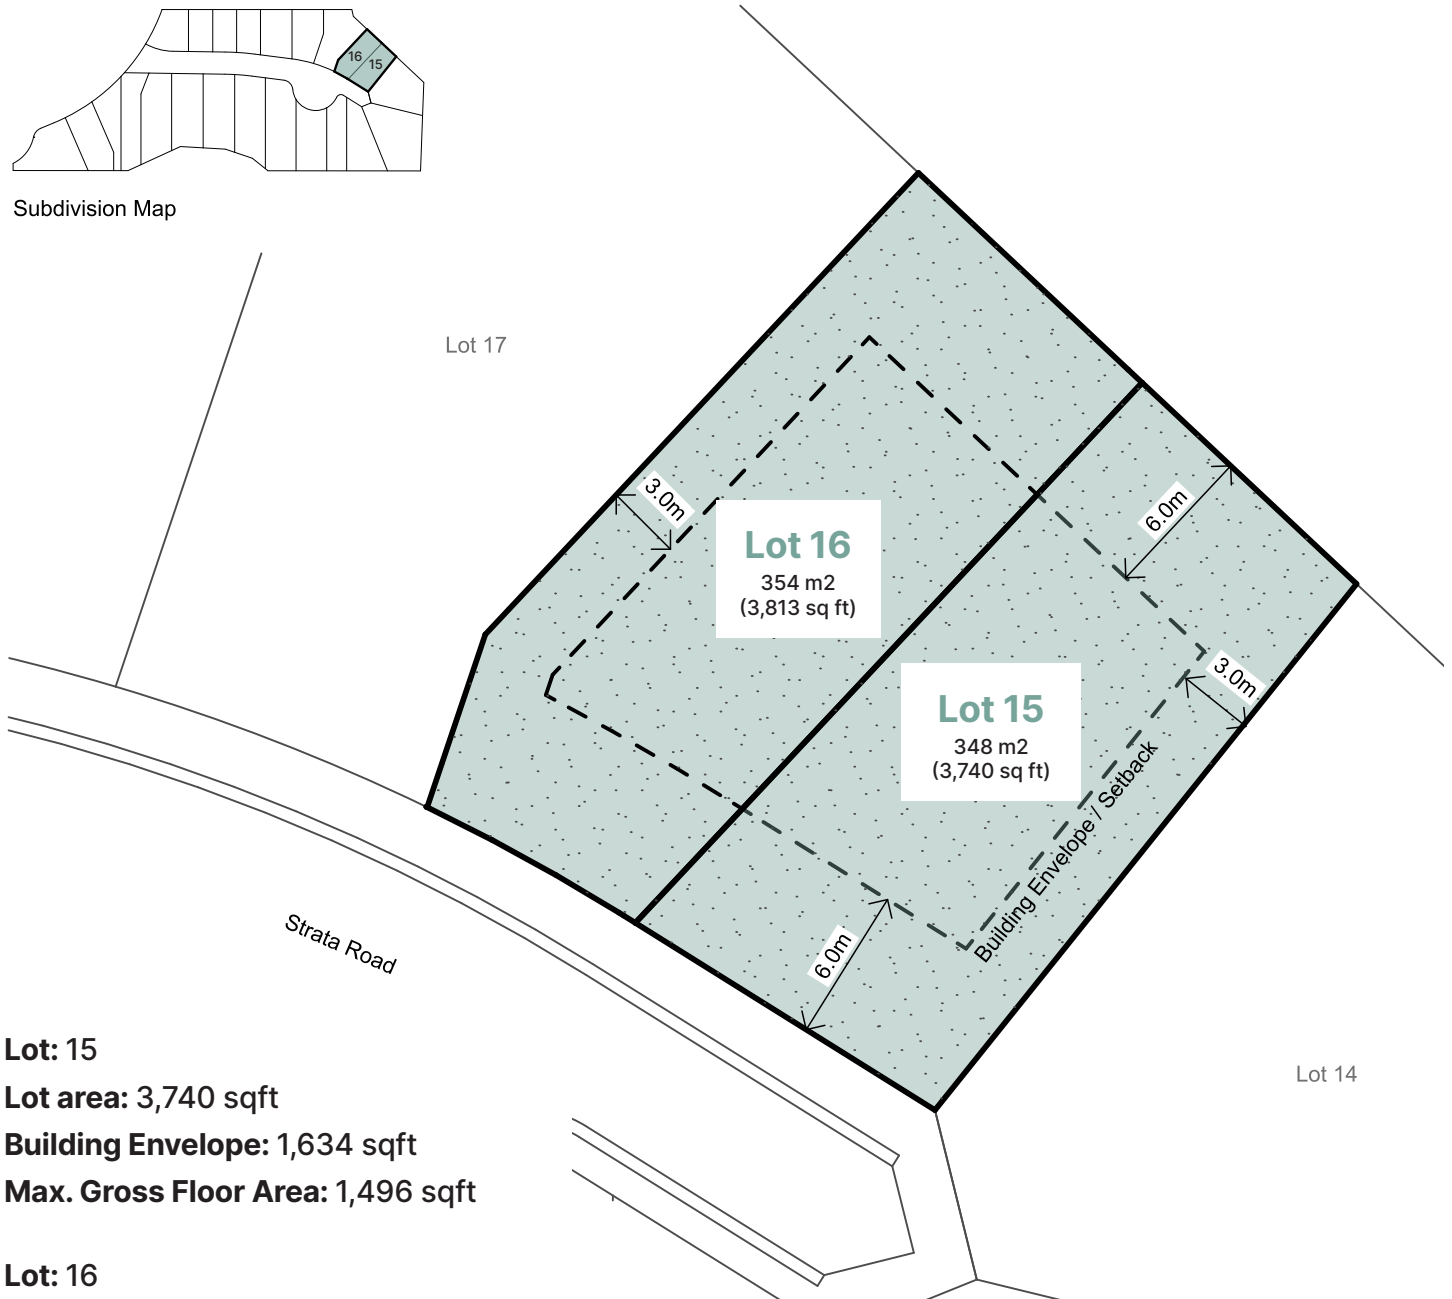 16
15
Subdivision Map
Lot 17
3.0m
6.0m
Lot 16
354 m2
(3,813 sq ft)
3.0m
Lot 15
348 m2
(3,740 sq ft)
Building Envelope / Setback
6.0m
Strata Road
Lot 14
Lot: 15
Lot area: 3,740 sqft
Building Envelope: 1,634 sqft
Max. Gross Floor Area: 1,496 sqft
Lot: 16